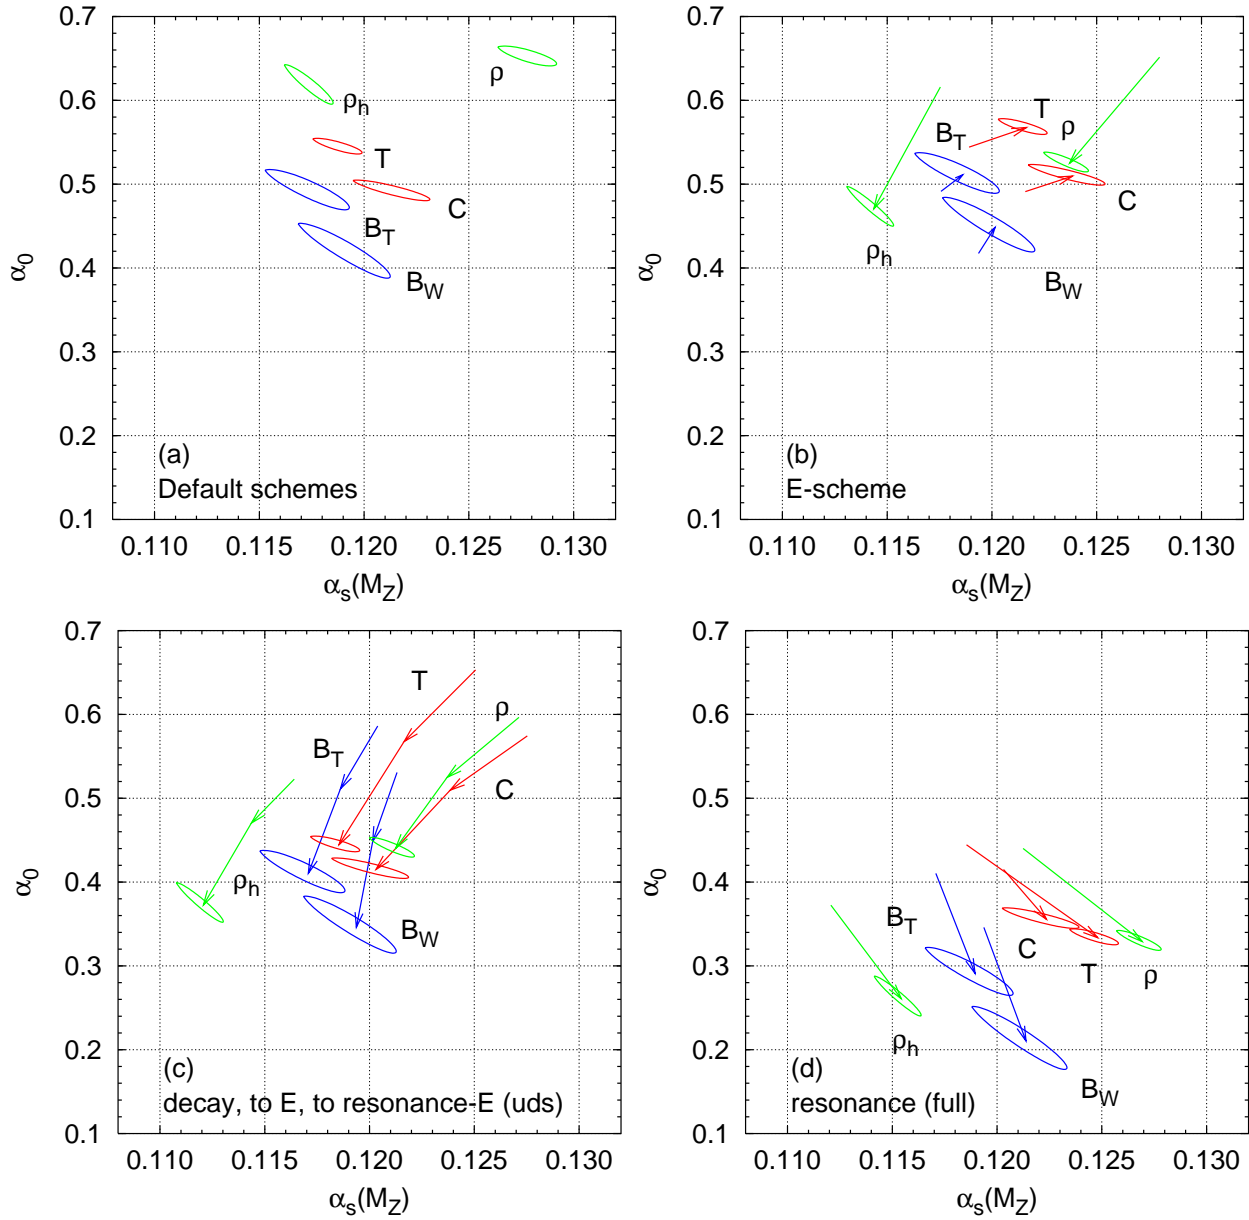 0.7
0.6
0.5
0.4
0.3
0.2
0.1
α0
ρ
ρh
T
C
BT
BW
(a)
Default schemes
0.110 0.115 0.120 0.125 0.130
αs(MZ)
0.7
0.6
0.5
0.4
0.3
0.2
0.1
α0
T
BT
ρ
C
ρh
BW
(b)
E-scheme
0.110 0.115 0.120 0.125 0.130
αs(MZ)
0.7
0.6
0.5
0.4
0.3
0.2
0.1
α0
T
ρ
BT
C
ρh
BW
(c)
decay, to E, to resonance-E (uds)
0.110 0.115 0.120 0.125 0.130
αs(MZ)
0.7
0.6
0.5
0.4
0.3
0.2
0.1
α0
BT
C
T
ρ
ρh
BW
(d)
resonance (full)
0.110 0.115 0.120 0.125 0.130
αs(MZ)